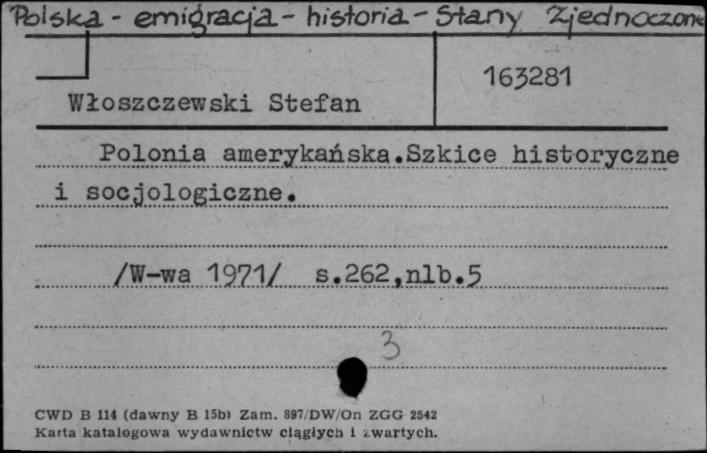 Polska - emigracja - historia - Stany Zjednoczone
163281
Włoszczewski Stefan
Polonia amerykańska.Szkice historyczne
i socjologiczne.
/W-wa 1971/ s.262,nlb.5
3
CWD B 114 (dawny B 15b) Zam. 897/DW/On ZGG 2542
Karta katalogowa wydawnictw ciągłych i zwartych.